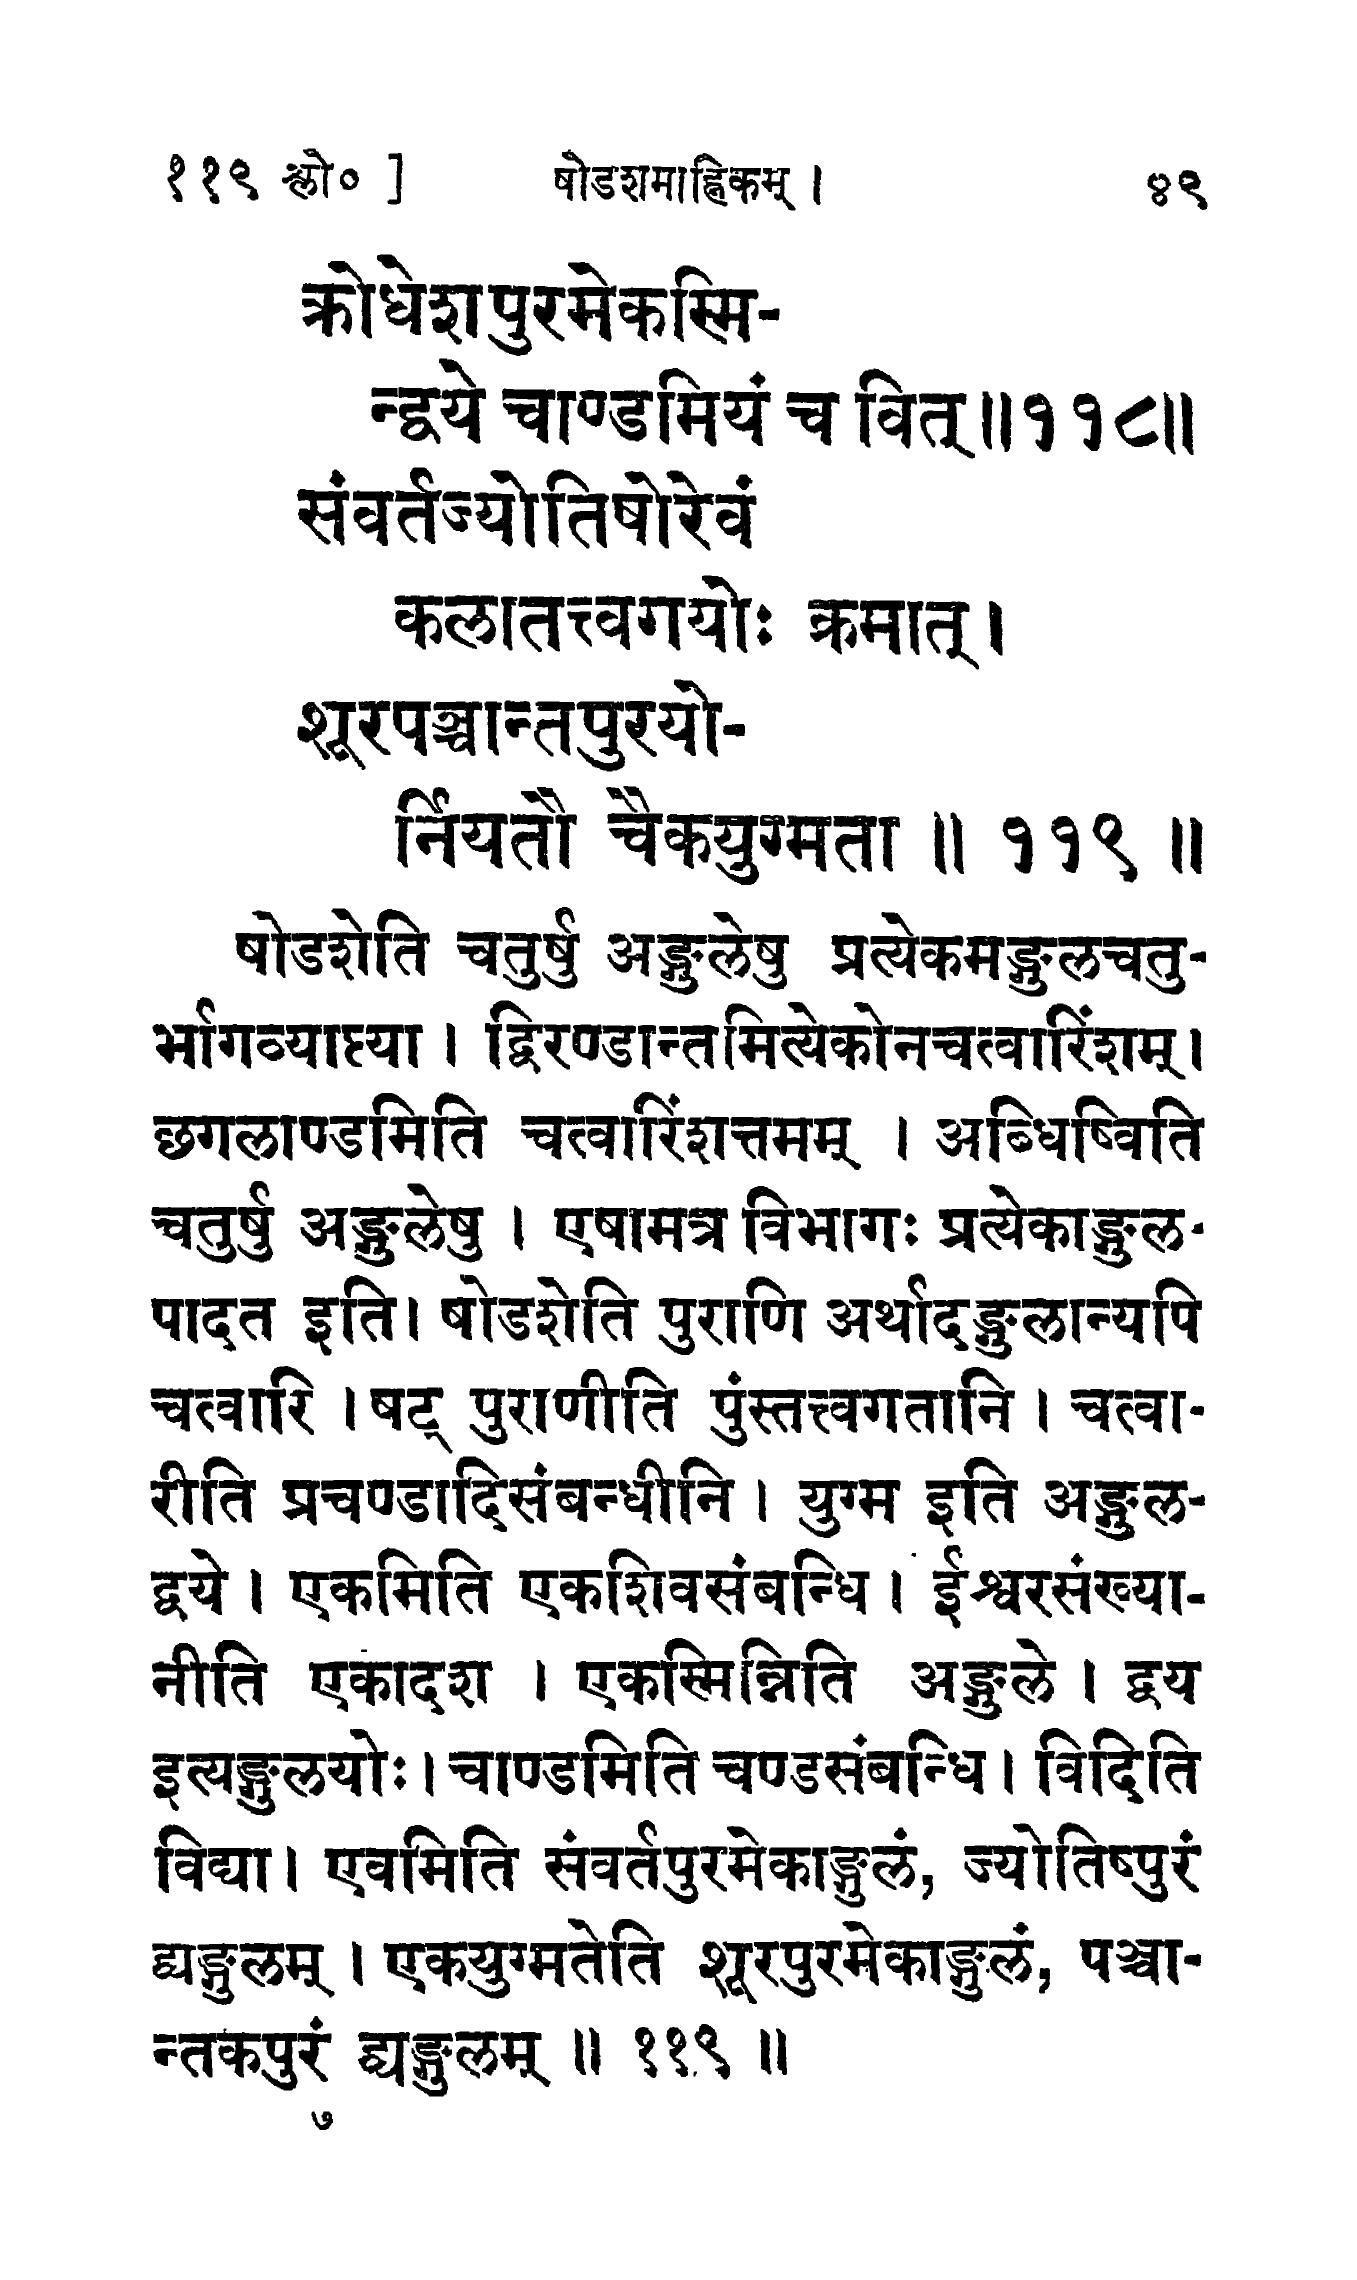 ११९ श्लो० ]
षोडशमाह्निकम् ।
४९
क्रोधेशपुरमेकस्मि-
न्द्वये चाण्डमियं च वित्॥११८॥
संवर्तज्योतिषोरेवं
कलातत्त्वगयोः क्रमात्।
शूरपञ्चान्तपुरयो-
र्नियतौ चैकयुग्मता ॥ ११९ ॥
षोडशेति चतुर्षु अङ्गुलेषु प्रत्येकमङ्गुलचतु-
र्भागव्याप्त्या । द्विरण्डान्तमित्येकोनचत्वारिंशम्।
छगलाण्डमिति चत्वारिंशत्तमम् । अब्धिष्विति
चतुर्षु अङ्गुलेषु । एषामत्र विभागः प्रत्येकाङ्गुल-
पादत इति। षोडशेति पुराणि अर्थादङ्गुलान्यपि
चत्वारि । षट् पुराणीति पुंस्तत्त्वगतानि । चत्वा-
रीति प्रचण्डादिसंबन्धीनि । युग्म इति अङ्गुल-
द्वये । एकमिति एकशिवसंबन्धि । ईश्वरसंख्या-
नीति एकादश । एकस्मिन्निति अङ्गुले । द्वय
इत्यङ्गुलयोः। चाण्डमिति चण्डसंबन्धि । विदिति
विद्या। एवमिति संवर्तपुरमेकाङ्गुलं, ज्योतिष्पुरं
द्व्यङ्गुलम् । एकयुग्मतेति शूरपुरमेकाङ्गुलं, पञ्चा-
न्तकपुरं द्व्यङ्गुलम् ॥ ११९ ॥
७